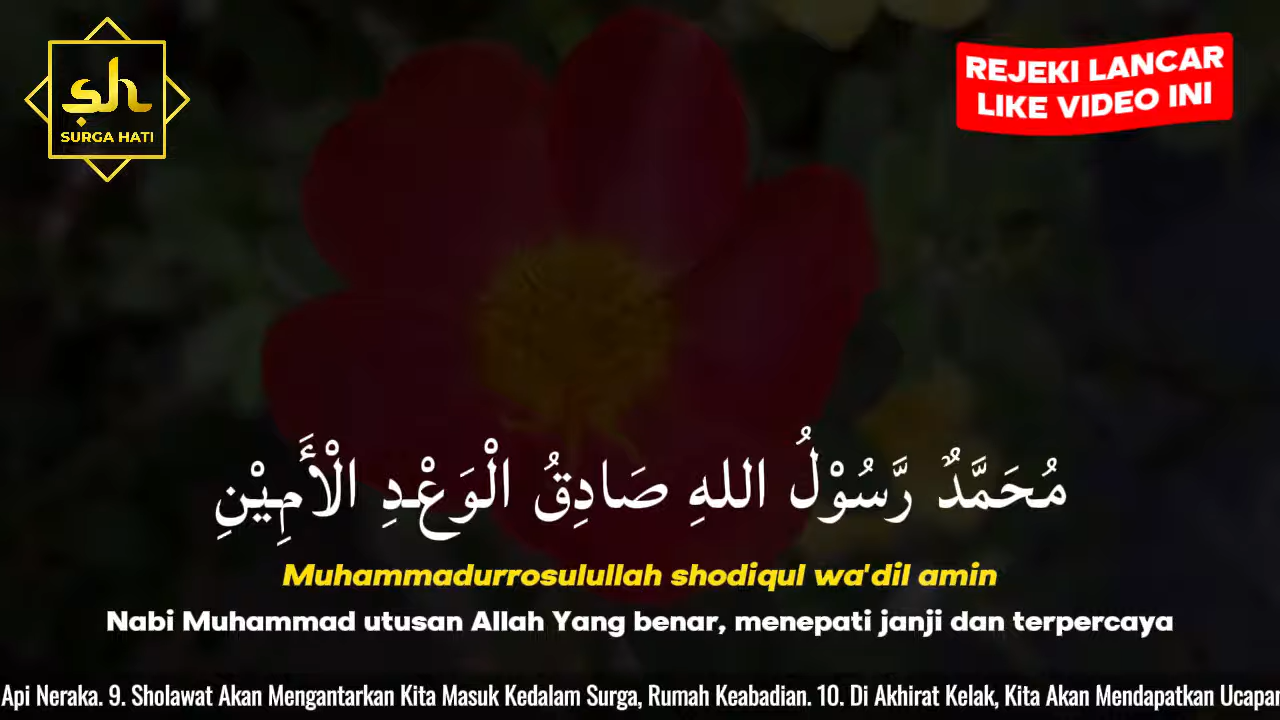 sh
SURGA HATI
REJEKI LANCAR
LIKE VIDEO INI
مُحَمَّدٌ رَّسُوْلُ اللهِ صَادِقُ الْوَعْدِ الْأَمِيْنِ
Muhammadurrosulullah shodiqul wa'dil amin
Nabi Muhammad utusan Allah Yang benar, menepati janji dan terpercaya
Api Neraka. 9. Sholawat Akan Mengantarkan Kita Masuk Kedalam Surga, Rumah Keabadian. 10. Di Akhirat Kelak, Kita Akan Mendapatkan Ucapan